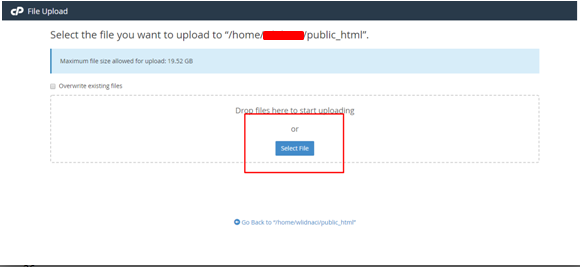 cP File Upload
Select the file you want to upload to “/home/ /public_html”.
Maximum file size allowed for upload: 19.52 GB
Overwrite existing files
Drop files here to start uploading
or
Select File
Go Back to “/home/wlidnaci/public_html”